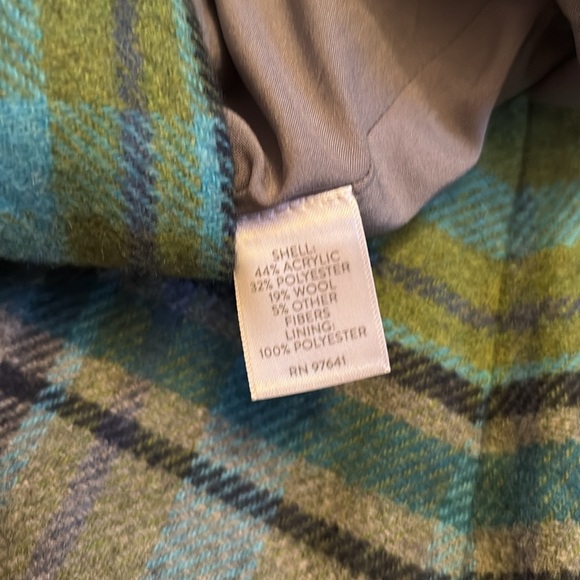 SHELL:
44% ACRYLIC
32% POLYESTER
19% WOOL
5% OTHER
FIBERS
LINING:
100% POLYESTER
RN 97641